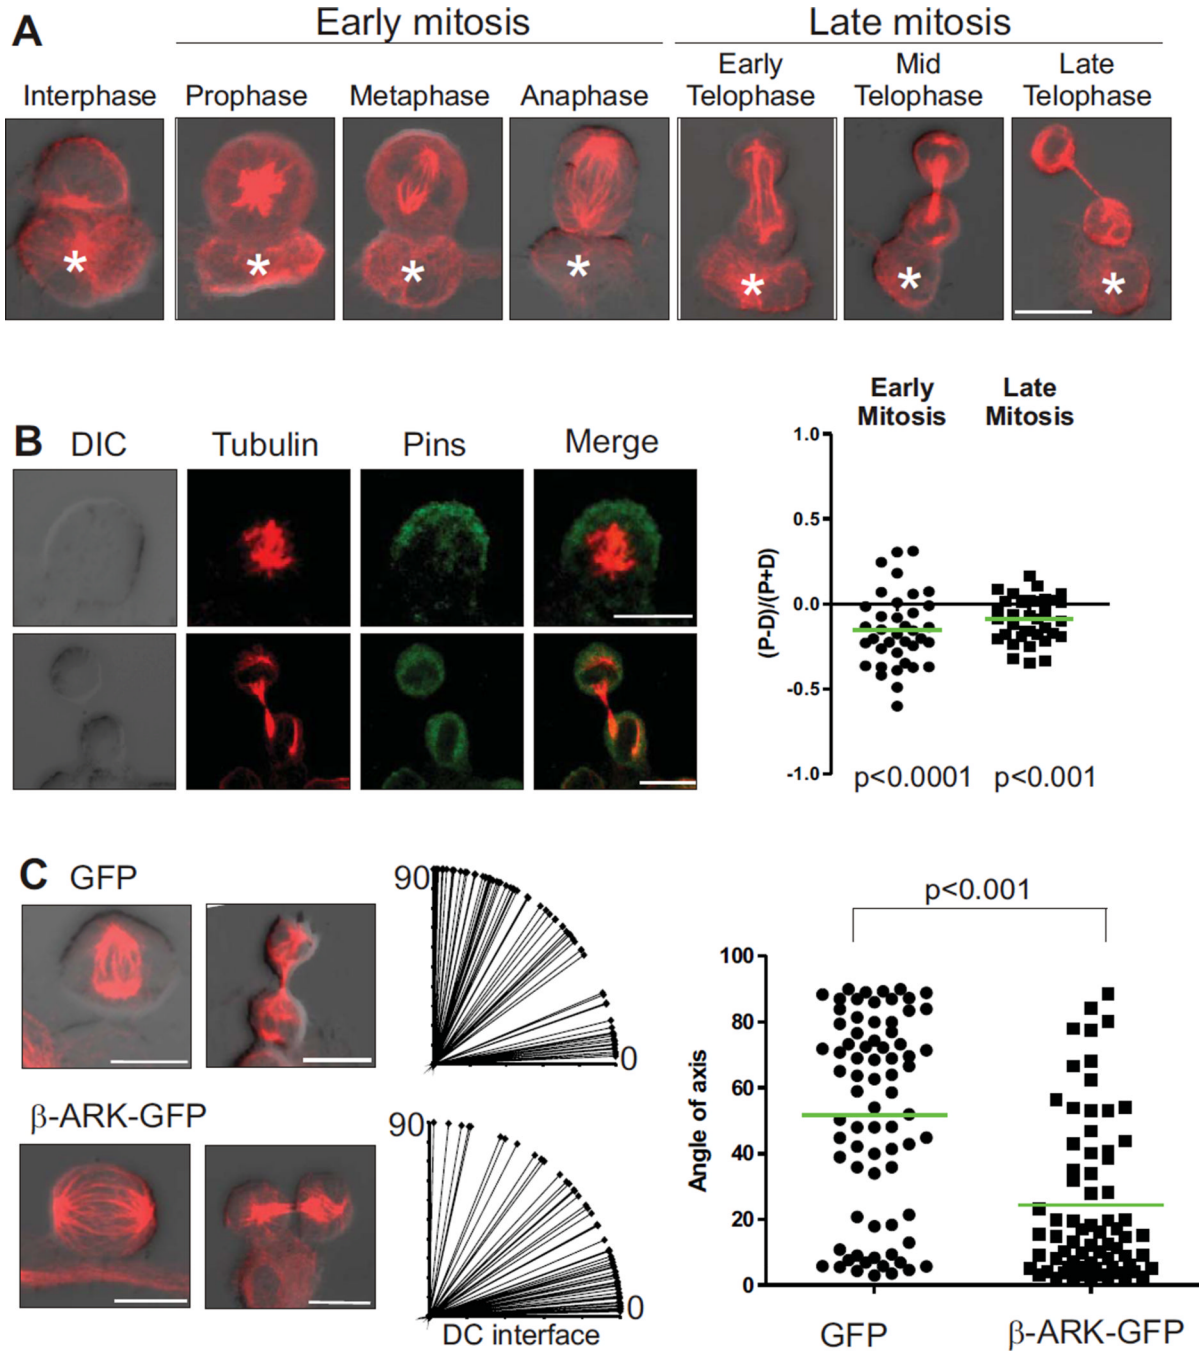 A
Early mitosis
Late mitosis
Interphase
Prophase
Metaphase
Anaphase
Early
Telophase
Mid
Telophase
Late
Telophase
*
*
*
*
*
*
*
B
DIC
Tubulin
Pins
Merge
Early
Mitosis
Late
Mitosis
1.0
0.5
0.0
-0.5
-1.0
(P-D)/(P+D)
p<0.0001
p<0.001
C
GFP
90
0
β-ARK-GFP
90
0
DC interface
p<0.001
100
80
60
40
20
0
Angle of axis
GFP
β-ARK-GFP